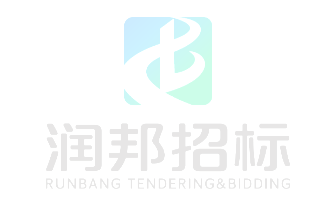 润邦招标
RUNBANG TENDERING&BIDDING